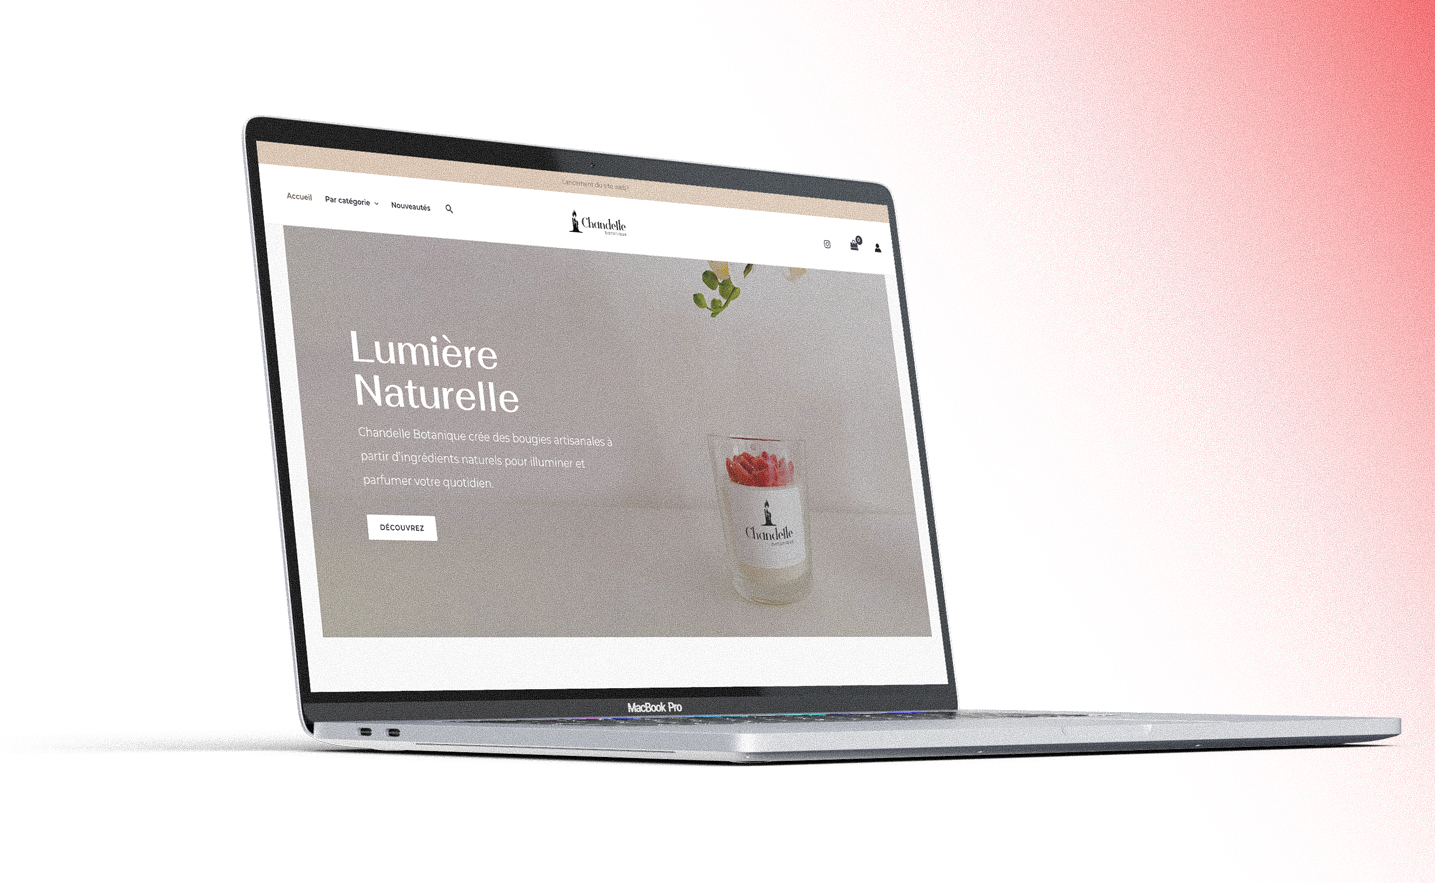 Lancement du site web!
Accueil
Par catégorie
Nouveautés
Chandelle
botanique
0
Lumière
Naturelle
Chandelle Botanique crée des bougies artisanales à
partir d'ingrédients naturels pour illuminer et
parfumer votre quotidien.
DÉCOUVREZ
Chandelle
botanique
MacBook Pro